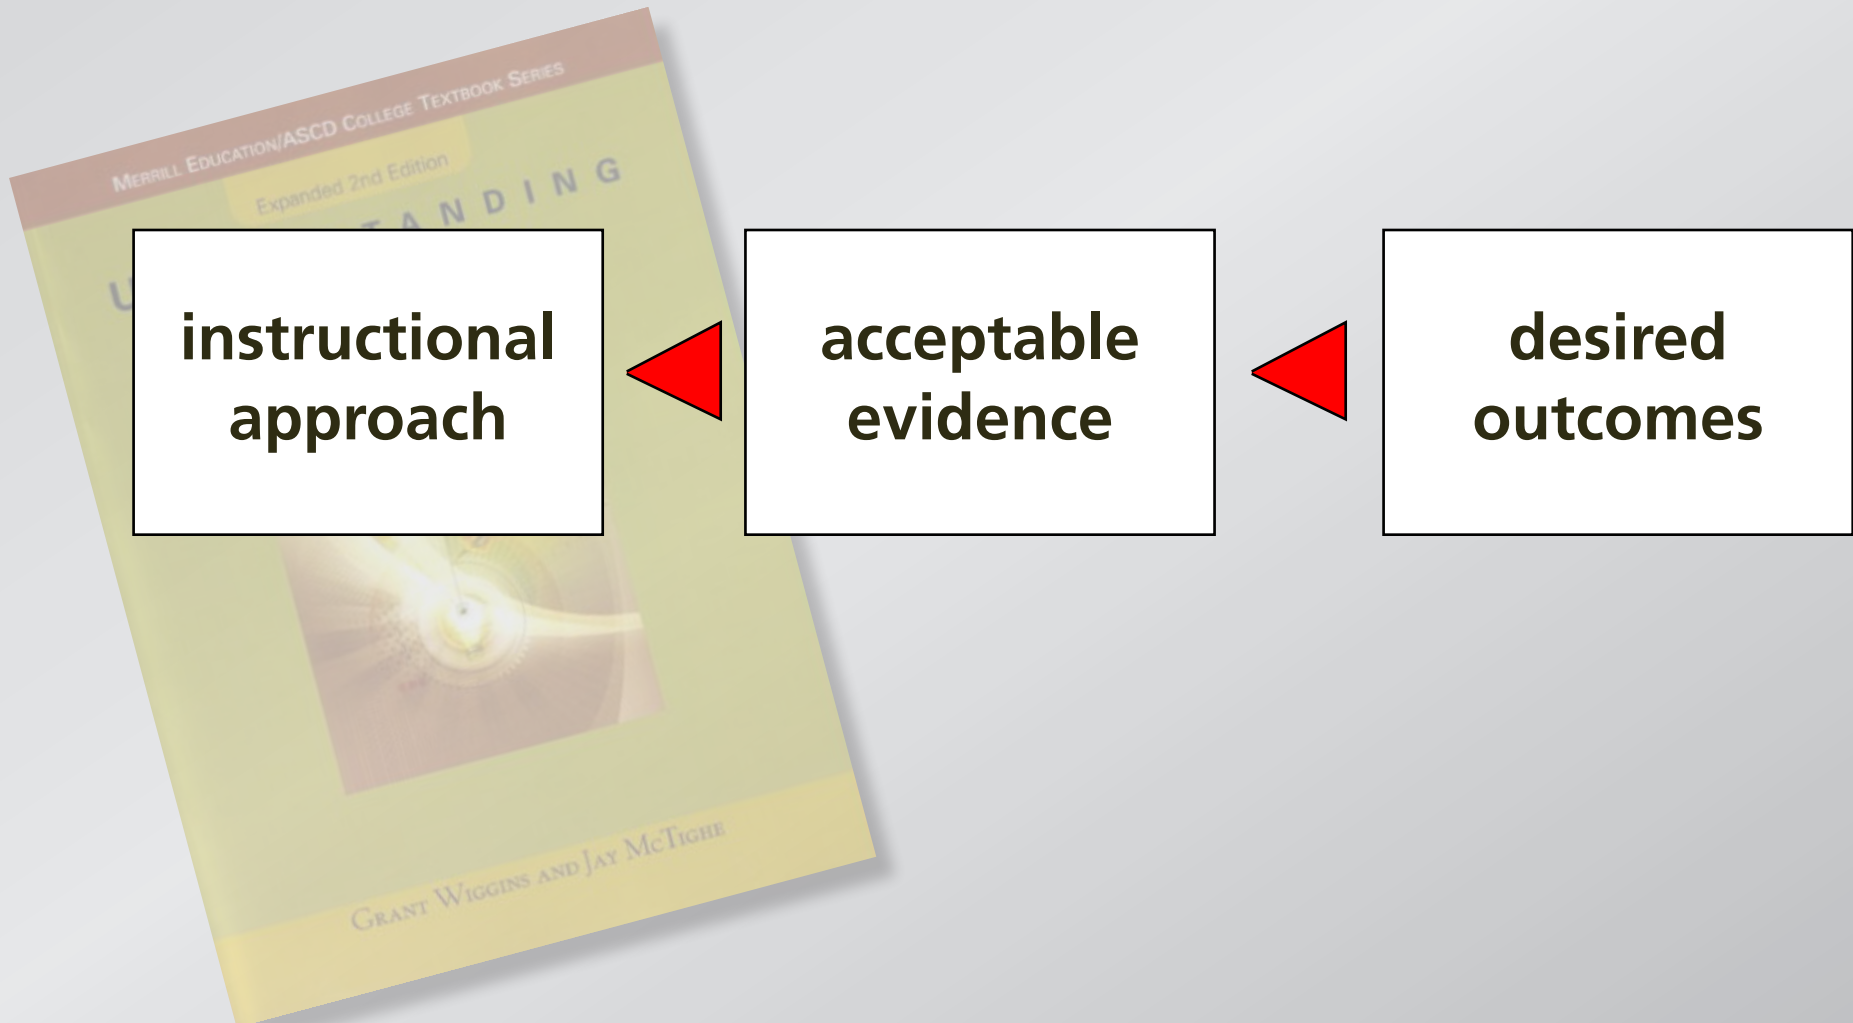 MERRILL EDUCATION/ASCD COLLEGE TEXTBOOK SERIES
Expanded 2nd Edition
TANDING
U
instructional
approach
acceptable
evidence
desired
outcomes
GRANT WIGGINS AND JAY MCTIGHE